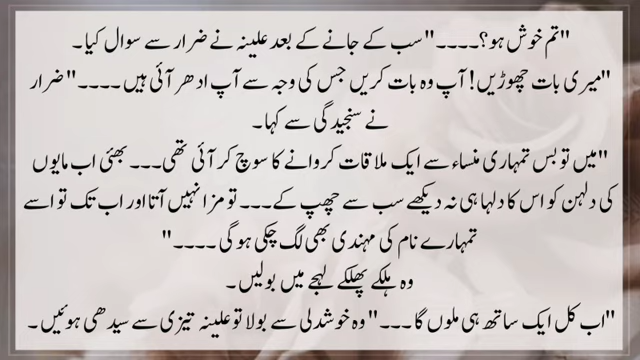 "تم خوش ہو؟۔۔۔۔" سب کے جانے کے بعد علینہ نے ضرار سے سوال کیا۔
"میری بات چھوڑیں! آپ وہ بات کریں جس کی وجہ سے آپ ادھر آئی ہیں ۔۔۔۔" ضرار
نے سنجیدگی سے کہا۔
"میں تو بس تمہاری منساء سے ایک ملاقات کروانے کا سوچ کر آئی تھی۔۔۔ بھئی اب مایوں
کی دلہن کو اس کا دلہا ہی نہ دیکھے سب سے چھپ کے۔۔۔ تو مزا نہیں آتا اور اب تک تو اسے
تمہارے نام کی مہندی بھی لگ چکی ہوگی ۔۔۔۔"
وہ ہلکے پھلکے لہجے میں بولیں۔
"اب کل ایک ساتھ ہی ملوں گا ۔۔۔" وہ خوشدلی سے بولا تو علینہ تیزی سے سیدھی ہوئیں۔